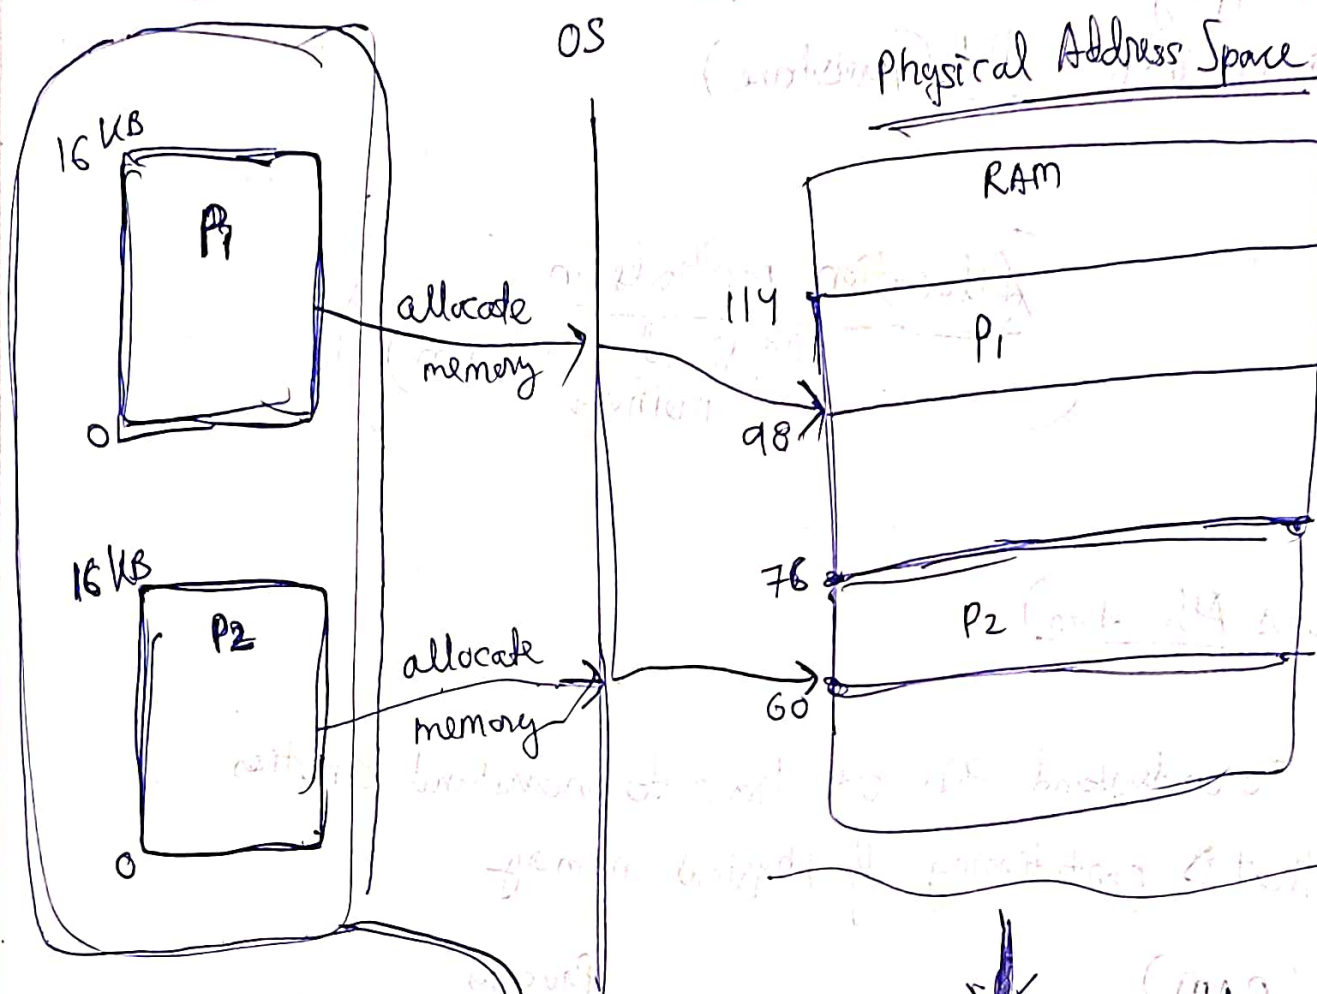 OS
Physical Address Space
16 KB
P1
0
allocate
memory
RAM
114
P1
98
16 KB
P2
0
allocate
memory
76
P2
60